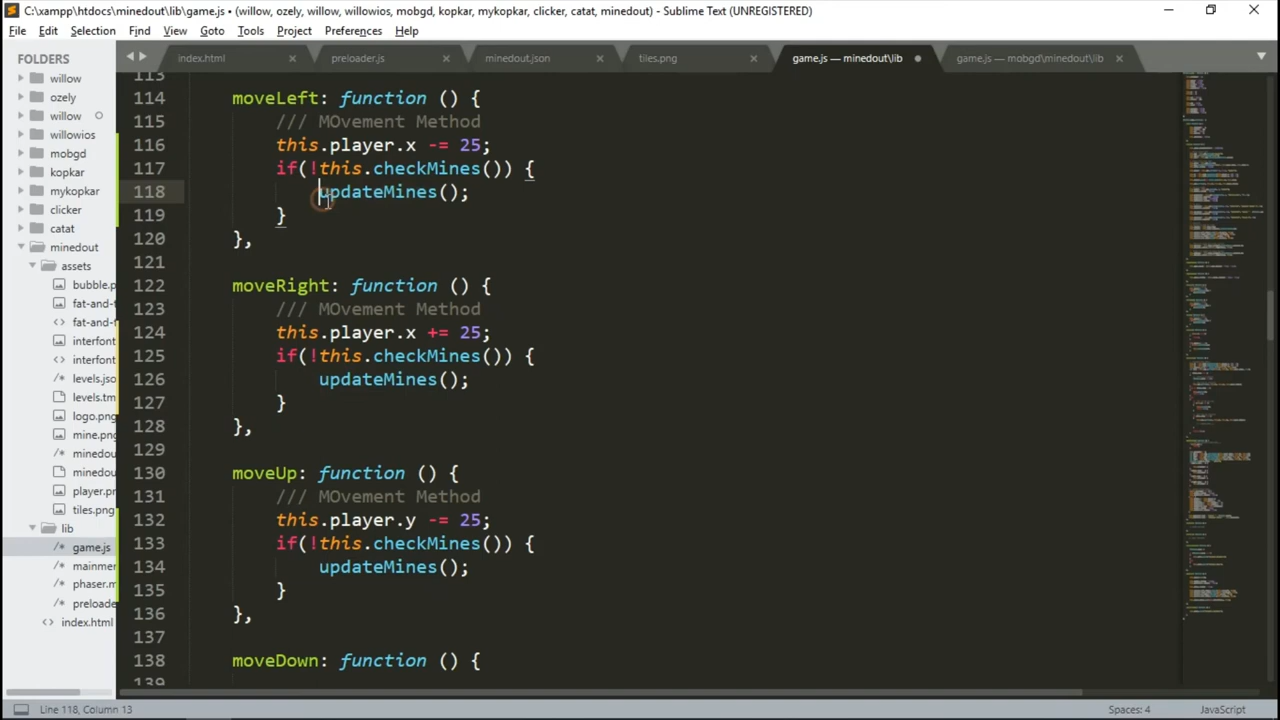 C:\xampp\htdocs\minedout\lib\game.js • (willow, ozely, willow, willowios, mobgd, kopkar, mykopkar, clicker, catat, minedout) - Sublime Text (UNREGISTERED)
File Edit Selection Find View Goto Tools Project Preferences Help
FOLDERS
willow
ozely
willow
willowios
mobgd
kopkar
mykopkar
clicker
catat
minedout
assets
bubble.p
fat-and-
fat-and-
interfont
interfont
levels.jso
levels.tm
logo.png
mine.png
minedou
minedou
player.pr
tiles.png
lib
game.js
mainmer
phaser.m
preloade
index.html
index.html preloader.js minedout.json tiles.png game.js — minedout\lib game.js — mobgd\minedout\lib
113
114 moveLeft: function () {
115 /// MOvement Method
116 this.player.x -= 25;
117 if(!this.checkMines()) {
118 updateMines();
119 }
120 },
121
122 moveRight: function () {
123 /// MOvement Method
124 this.player.x += 25;
125 if(!this.checkMines()) {
126 updateMines();
127 }
128 },
129
130 moveUp: function () {
131 /// MOvement Method
132 this.player.y -= 25;
133 if(!this.checkMines()) {
134 updateMines();
135 }
136 },
137
138 moveDown: function () {
139
Line 118, Column 13 Spaces: 4 JavaScript